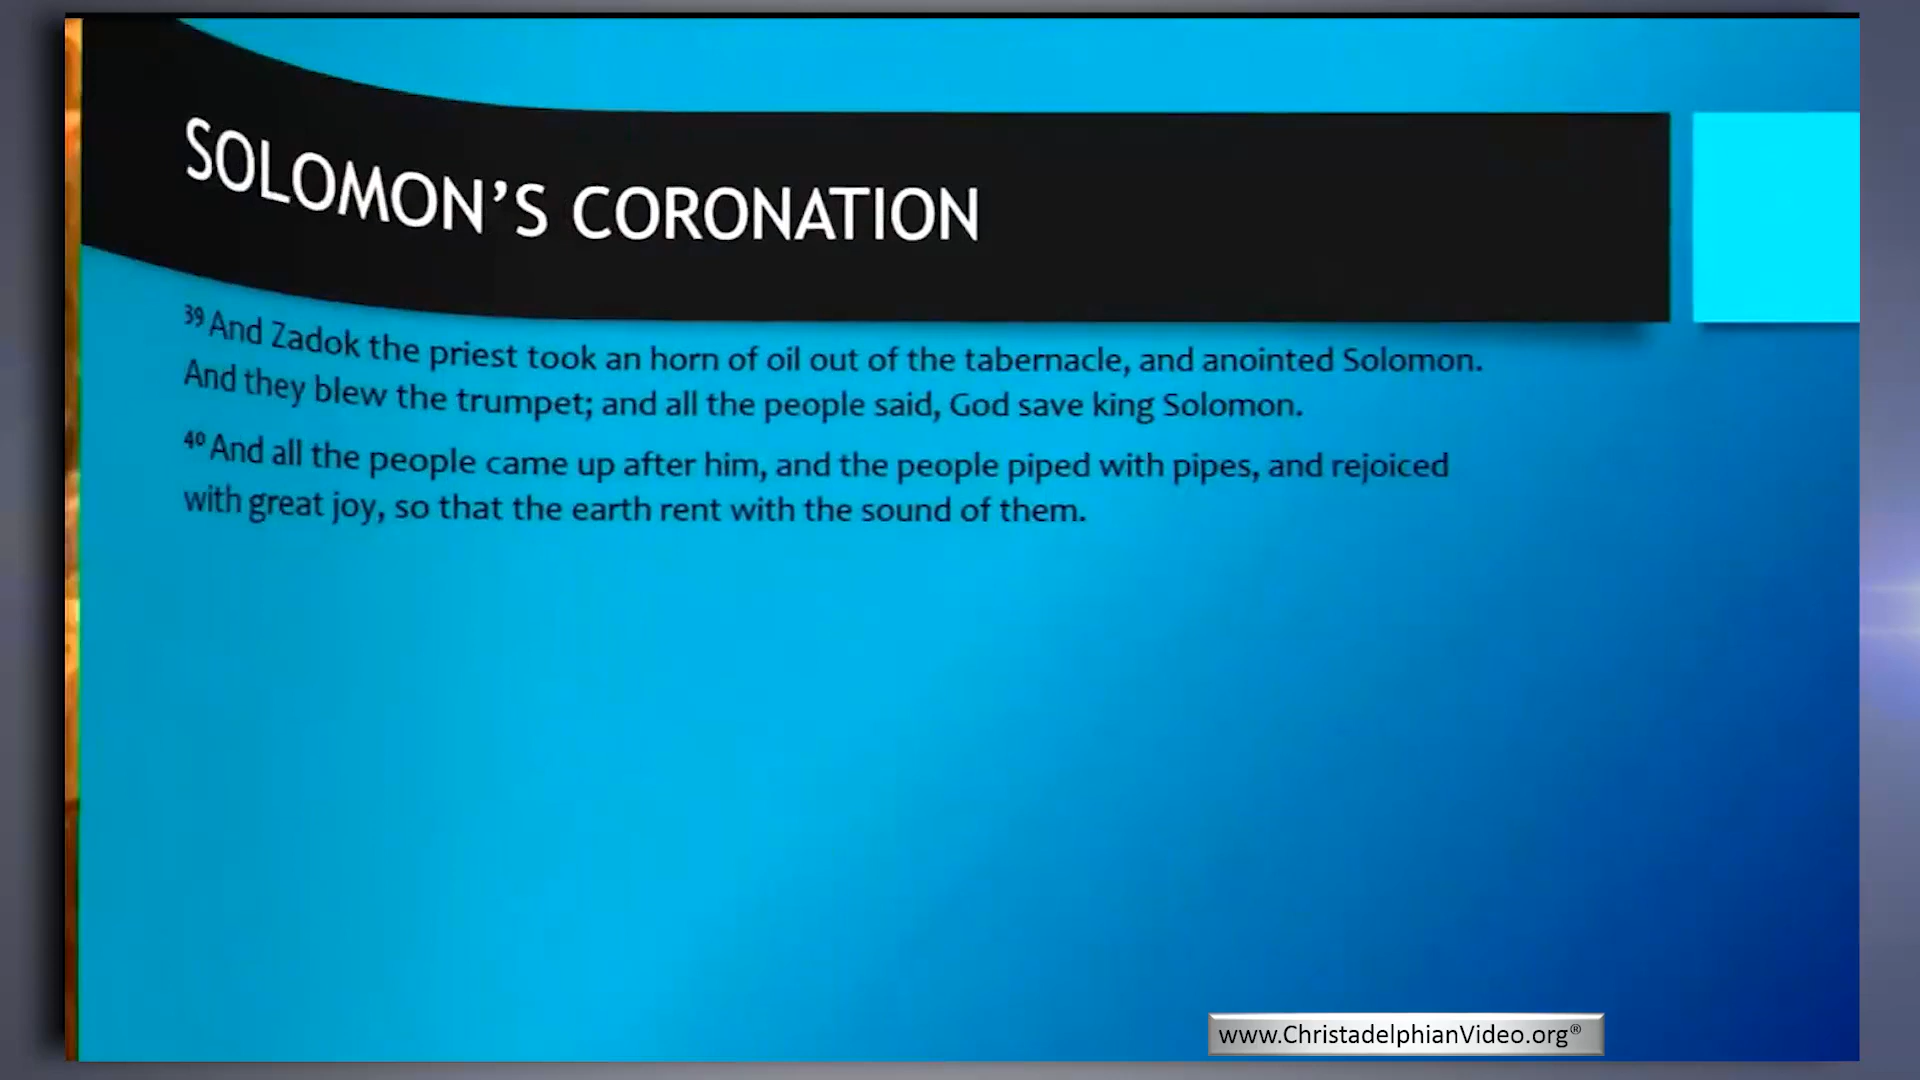 SOLOMON’S CORONATION
³⁹ And Zadok the priest took an horn of oil out of the tabernacle, and anointed Solomon.
And they blew the trumpet; and all the people said, God save king Solomon.
⁴⁰ And all the people came up after him, and the people piped with pipes, and rejoiced
with great joy, so that the earth rent with the sound of them.
www.ChristadelphianVideo.org®